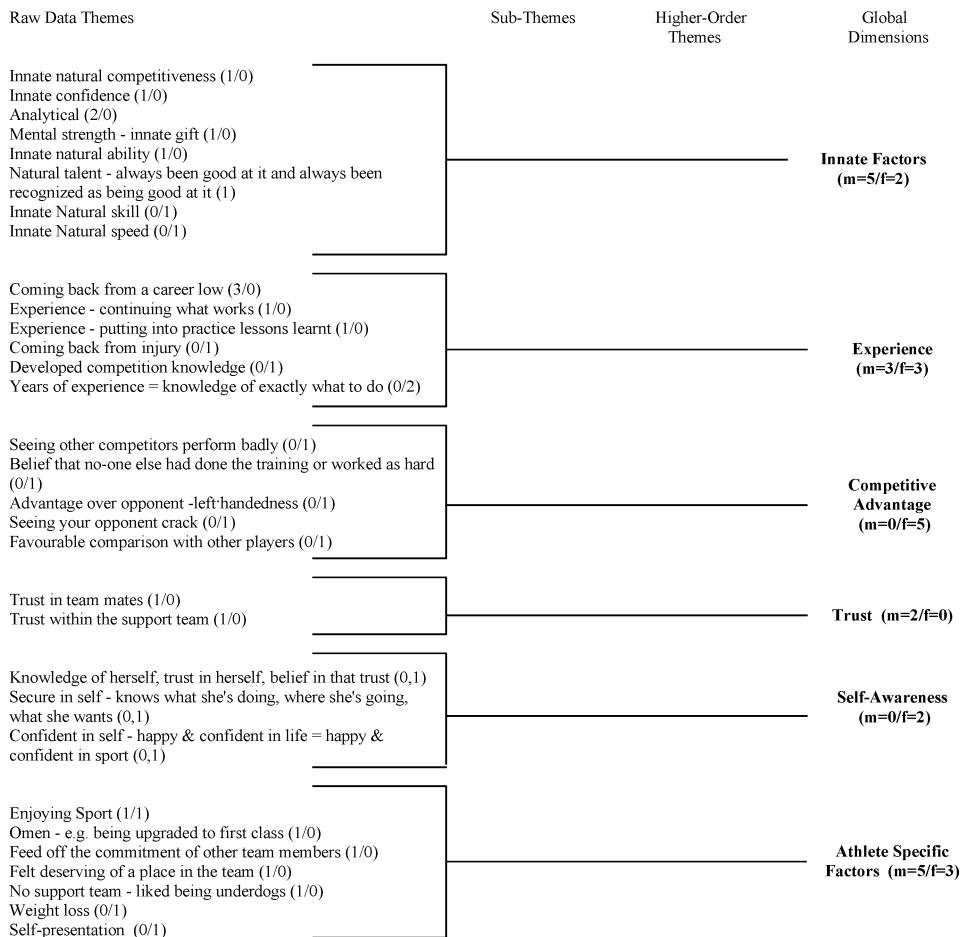 Raw Data Themes
Sub-Themes
Higher-Order
Themes
Global
Dimensions
Innate natural competitiveness (1/0)
Innate confidence (1/0)
Analytical (2/0)
Mental strength - innate gift (1/0)
Innate natural ability (1/0)
Natural talent - always been good at it and always been
recognized as being good at it (1)
Innate Natural skill (0/1)
Innate Natural speed (0/1)
Innate Factors
(m=5/f=2)
Coming back from a career low (3/0)
Experience - continuing what works (1/0)
Experience - putting into practice lessons learnt (1/0)
Coming back from injury (0/1)
Developed competition knowledge (0/1)
Years of experience = knowledge of exactly what to do (0/2)
Experience
(m=3/f=3)
Seeing other competitors perform badly (0/1)
Belief that no-one else had done the training or worked as hard
(0/1)
Advantage over opponent -left-handedness (0/1)
Seeing your opponent crack (0/1)
Favourable comparison with other players (0/1)
Competitive
Advantage
(m=0/f=5)
Trust in team mates (1/0)
Trust within the support team (1/0)
Trust (m=2/f=0)
Knowledge of herself, trust in herself, belief in that trust (0,1)
Secure in self - knows what she's doing, where she's going,
what she wants (0,1)
Confident in self - happy & confident in life = happy &
confident in sport (0,1)
Self-Awareness
(m=0/f=2)
Enjoying Sport (1/1)
Omen - e.g. being upgraded to first class (1/0)
Feed off the commitment of other team members (1/0)
Felt deserving of a place in the team (1/0)
No support team - liked being underdogs (1/0)
Weight loss (0/1)
Self-presentation (0/1)
Athlete Specific
Factors (m=5/f=3)